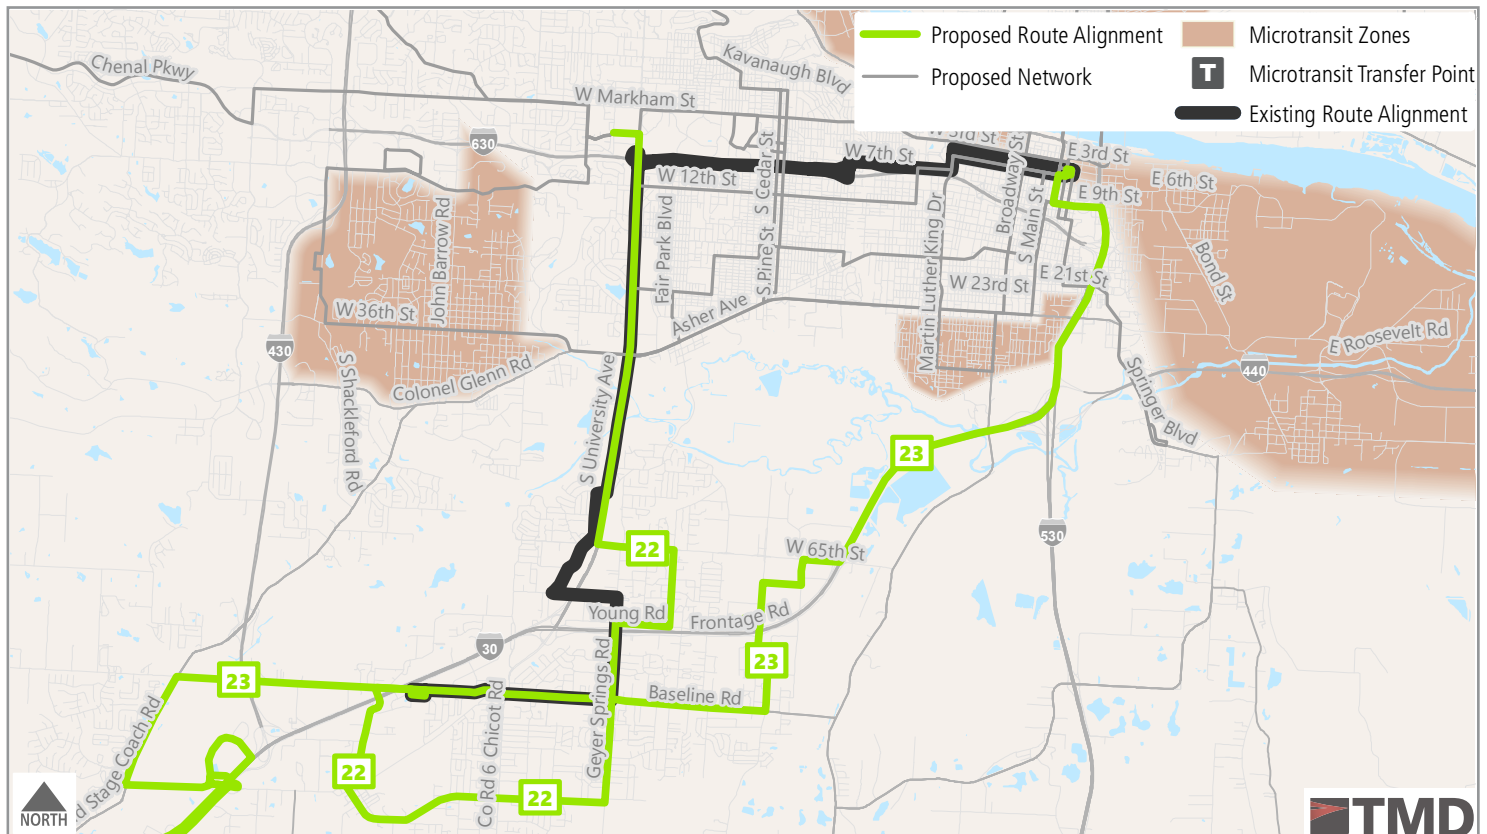 Proposed Route Alignment
Microtransit Zones
Proposed Network
T
Microtransit Transfer Point
Existing Route Alignment
Chenal Pkwy
Kavanaugh Blvd
W Markham St
630
W 3rd St
W 7th St
E 3rd St
W 12th St
S Cedar St
Broadway St
E 6th St
E 9th St
John Barrow Rd
Fair Park Blvd
S Pine St
Martin Luther King Dr
S Main St
Bond St
W 23rd St
E 21st St
W 36th St
Asher Ave
430
E Roosevelt Rd
440
S Shackleford Rd
Colonel Glenn Rd
S University Ave
Springer Blvd
23
530
22
W 65th St
Young Rd
Frontage Rd
30
23
23
Baseline Rd
Geyer Springs Rd
Co Rd 6 Chicot Rd
d Stage Coach Rd
22
22
NORTH
TMD